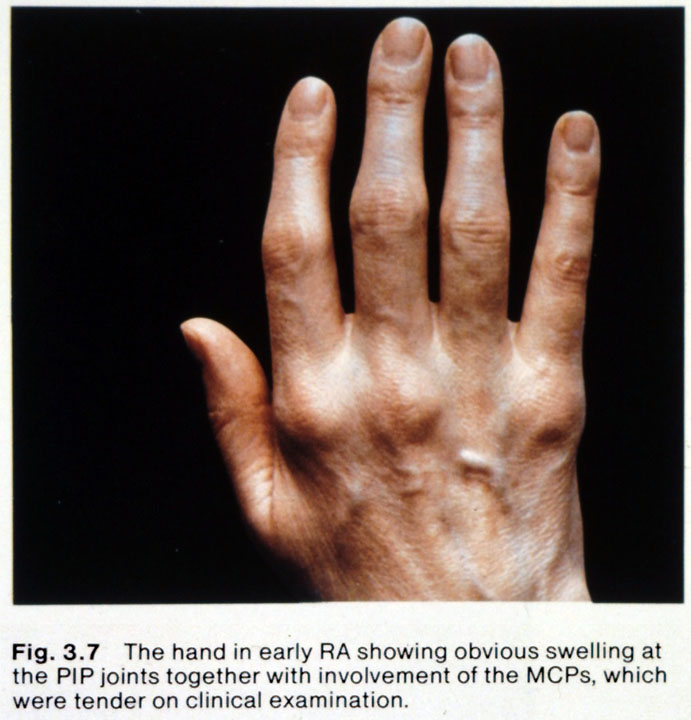 Fig. 3.7 The hand in early RA showing obvious swelling at
the PIP joints together with involvement of the MCPs, which
were tender on clinical examination.